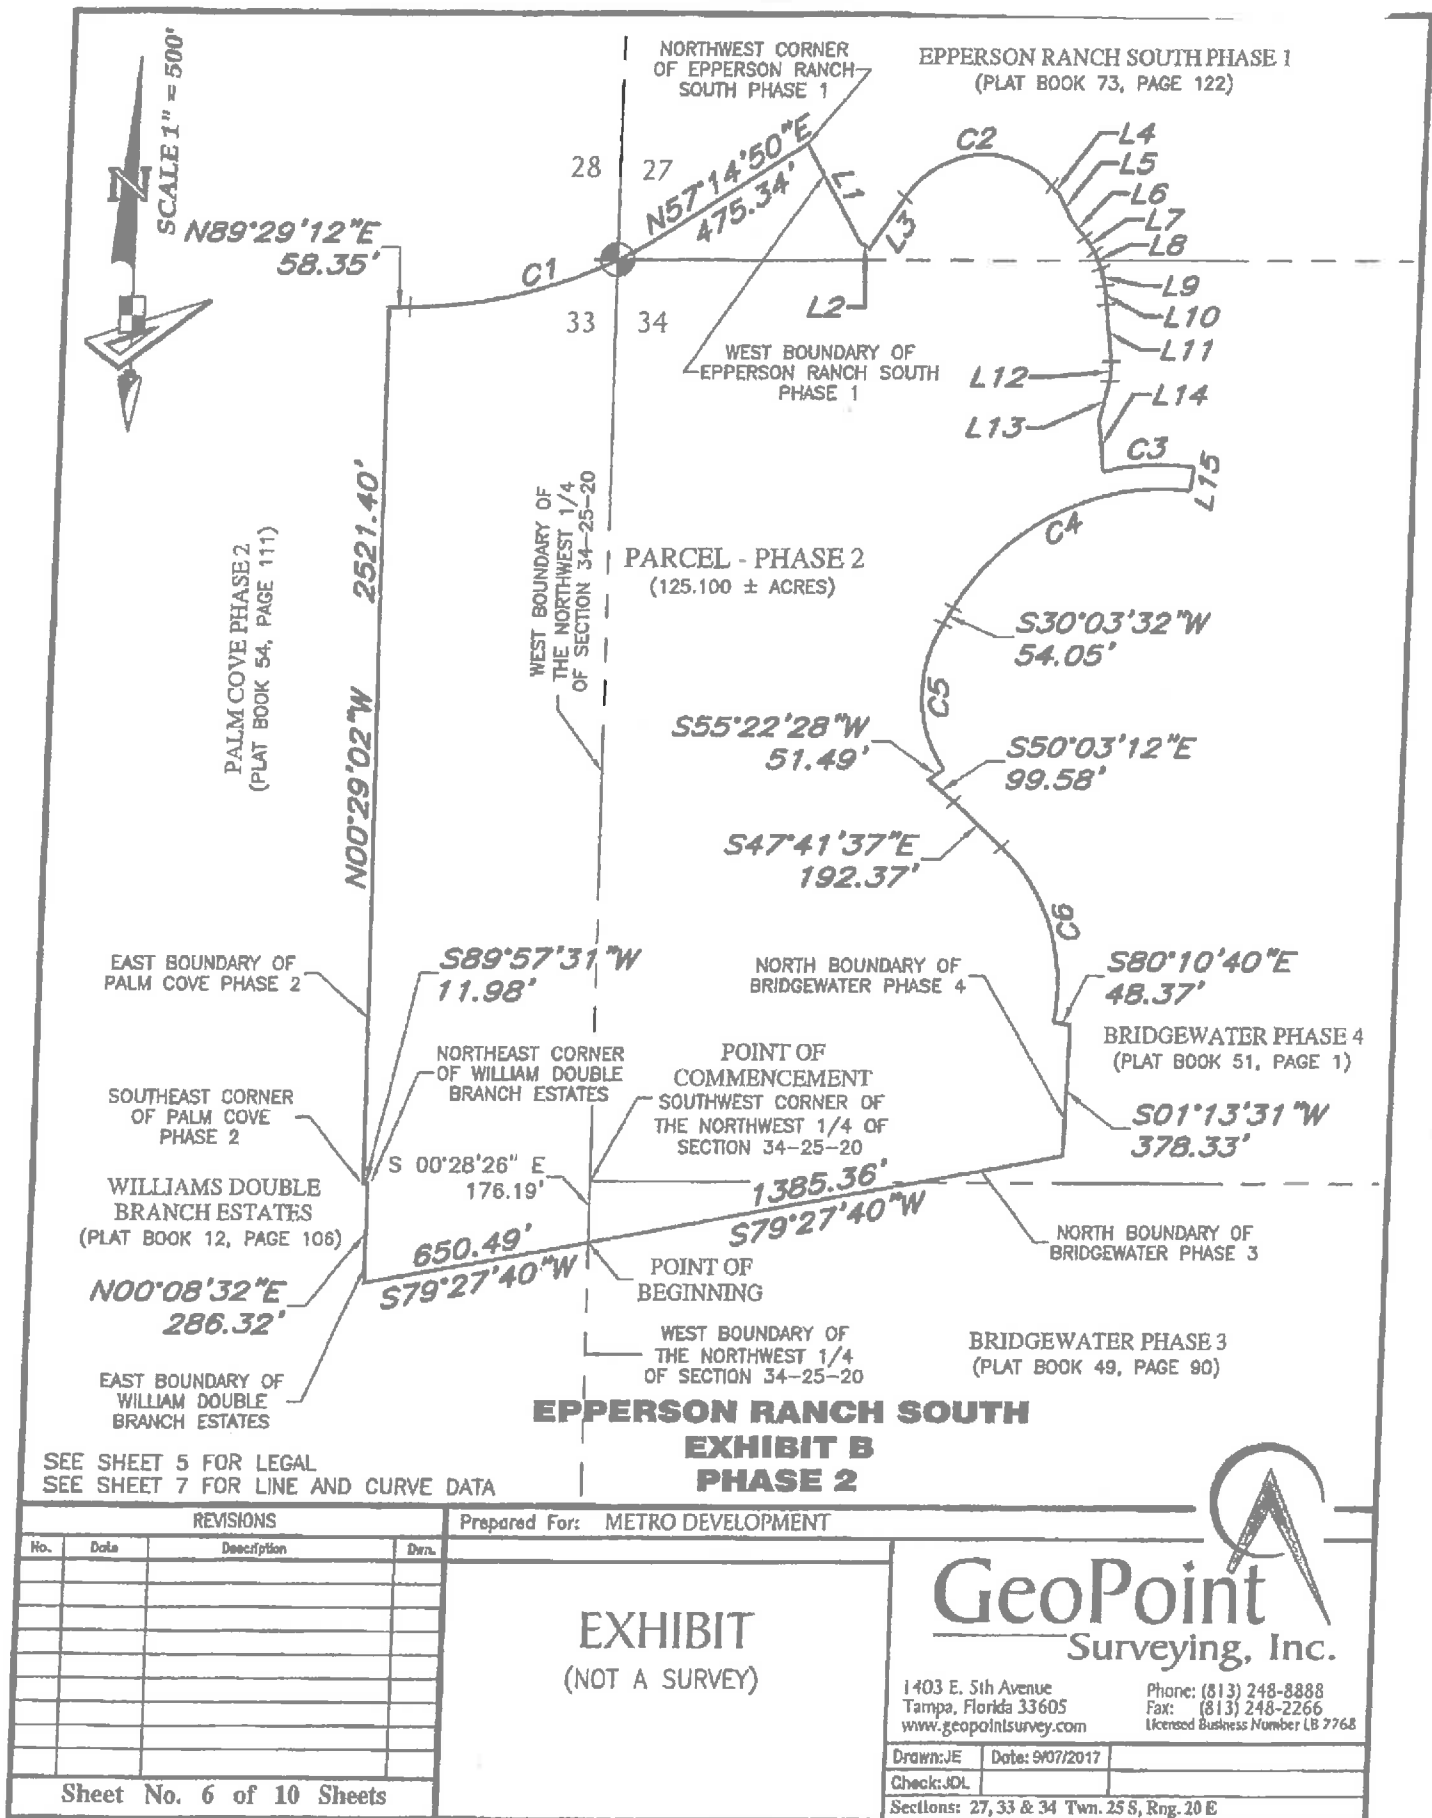 SCALE 1" = 500'
N
NORTHWEST CORNER
OF EPPERSON RANCH
SOUTH PHASE 1
EPPERSON RANCH SOUTH PHASE 1
(PLAT BOOK 73, PAGE 122)
28
27
N57°14'50"E
475.34'
L1
C2
L4
L5
L6
L7
L8
L9
L10
L11
L3
L2
N89°29'12"E
58.35'
C1
33
34
WEST BOUNDARY OF
EPPERSON RANCH SOUTH
PHASE 1
L12
L14
L13
C3
L15
C4
2521.40'
N00°29'02"W
PALM COVE PHASE 2
(PLAT BOOK 54, PAGE 111)
WEST BOUNDARY OF
THE NORTHWEST 1/4
OF SECTION 34-25-20
PARCEL - PHASE 2
(125.100 ± ACRES)
S30°03'32"W
54.05'
C5
S55°22'28"W
51.49'
S50°03'12"E
99.58'
S47°41'37"E
192.37'
C6
EAST BOUNDARY OF
PALM COVE PHASE 2
S89°57'31"W
11.98'
NORTH BOUNDARY OF
BRIDGEWATER PHASE 4
S80°10'40"E
48.37'
BRIDGEWATER PHASE 4
(PLAT BOOK 51, PAGE 1)
NORTHEAST CORNER
OF WILLIAM DOUBLE
BRANCH ESTATES
POINT OF
COMMENCEMENT
SOUTHWEST CORNER OF
THE NORTHWEST 1/4 OF
SECTION 34-25-20
SOUTHEAST CORNER
OF PALM COVE
PHASE 2
S01°13'31"W
378.33'
S 00°28'26" E
176.19'
WILLIAMS DOUBLE
BRANCH ESTATES
(PLAT BOOK 12, PAGE 106)
1385.36'
S79°27'40"W
650.49'
S79°27'40"W
NORTH BOUNDARY OF
BRIDGEWATER PHASE 3
POINT OF
BEGINNING
N00°08'32"E
286.32'
WEST BOUNDARY OF
THE NORTHWEST 1/4
OF SECTION 34-25-20
BRIDGEWATER PHASE 3
(PLAT BOOK 49, PAGE 90)
EAST BOUNDARY OF
WILLIAM DOUBLE
BRANCH ESTATES
EPPERSON RANCH SOUTH
EXHIBIT B
PHASE 2
SEE SHEET 5 FOR LEGAL
SEE SHEET 7 FOR LINE AND CURVE DATA
REVISIONS
No. Date Description Dwn.
Sheet No. 6 of 10 Sheets
Prepared For: METRO DEVELOPMENT
EXHIBIT
(NOT A SURVEY)
GeoPoint
Surveying, Inc.
1403 E. 5th Avenue
Tampa, Florida 33605
www.geopointsurvey.com
Phone: (813) 248-8888
Fax: (813) 248-2266
Licensed Business Number LB 7768
Drawn:JE Date: 9/07/2017
Check:JDL
Sections: 27, 33 & 34 Twn. 25 S, Rng. 20 E